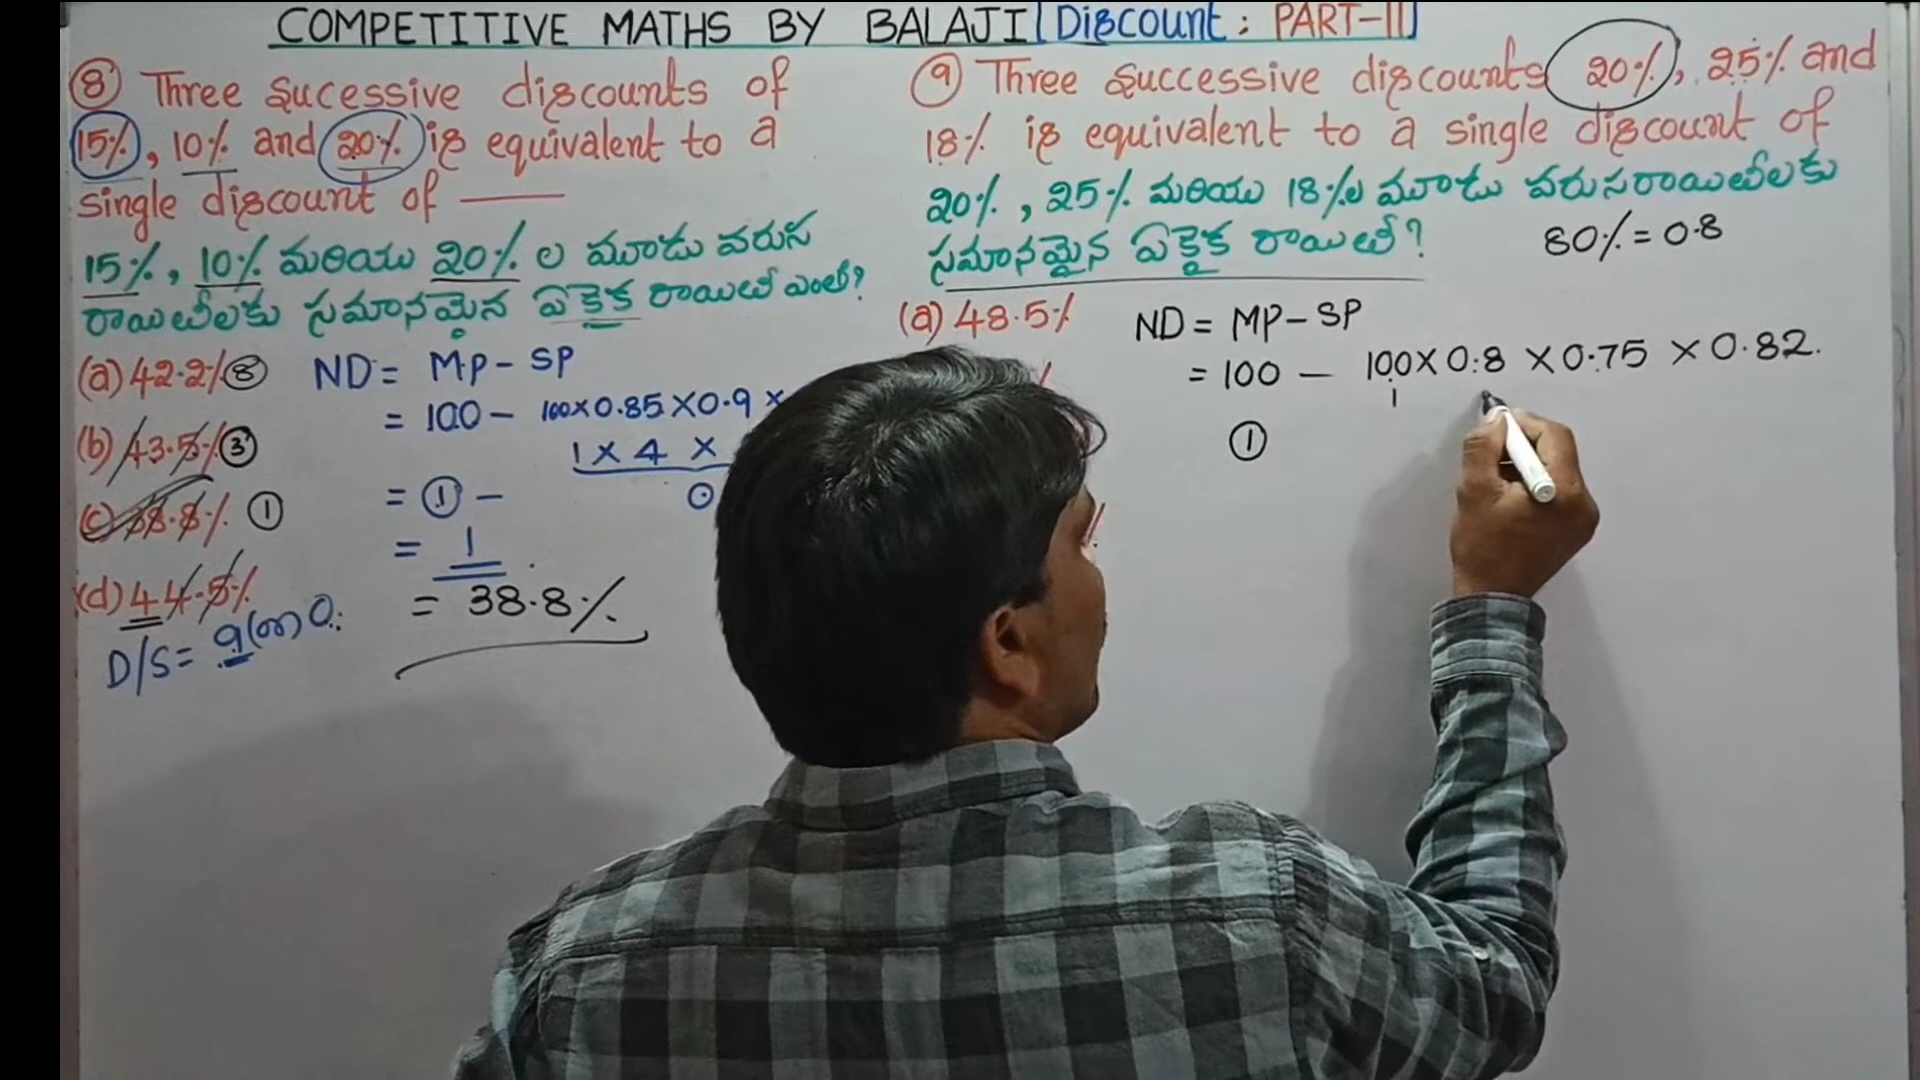 COMPETITIVE MATHS BY BALAJI [Discount : PART-II]
⑧ Three sucessive discounts of
15%, 10% and 20% is equivalent to a
single discount of ———
15%, 10% మరియు 20% ల మూడు వరుస
రాయితీలకు సమానమైన ఏకైక రాయితీ ఎంత?
(a) 42.2% ⑧
(b) 43.5% ③
(c) 38.8% ①
(d) 44.5%
D/S = 9 (or) 0.
ND = MP - SP
= 100 - 100 × 0.85 × 0.9 ×
1 × 4 ×
= ① - 0
= 1
= 38.8%
⑨ Three successive discounts 20%, 25% and
18% is equivalent to a single discount of
20%, 25% మరియు 18%ల మూడు వరుసరాయితీలకు
సమానమైన ఏకైక రాయితీ?
80% = 0.8
(a) 48.5%
ND = MP - SP
= 100 - 100 × 0.8 × 0.75 × 0.82.
1
①